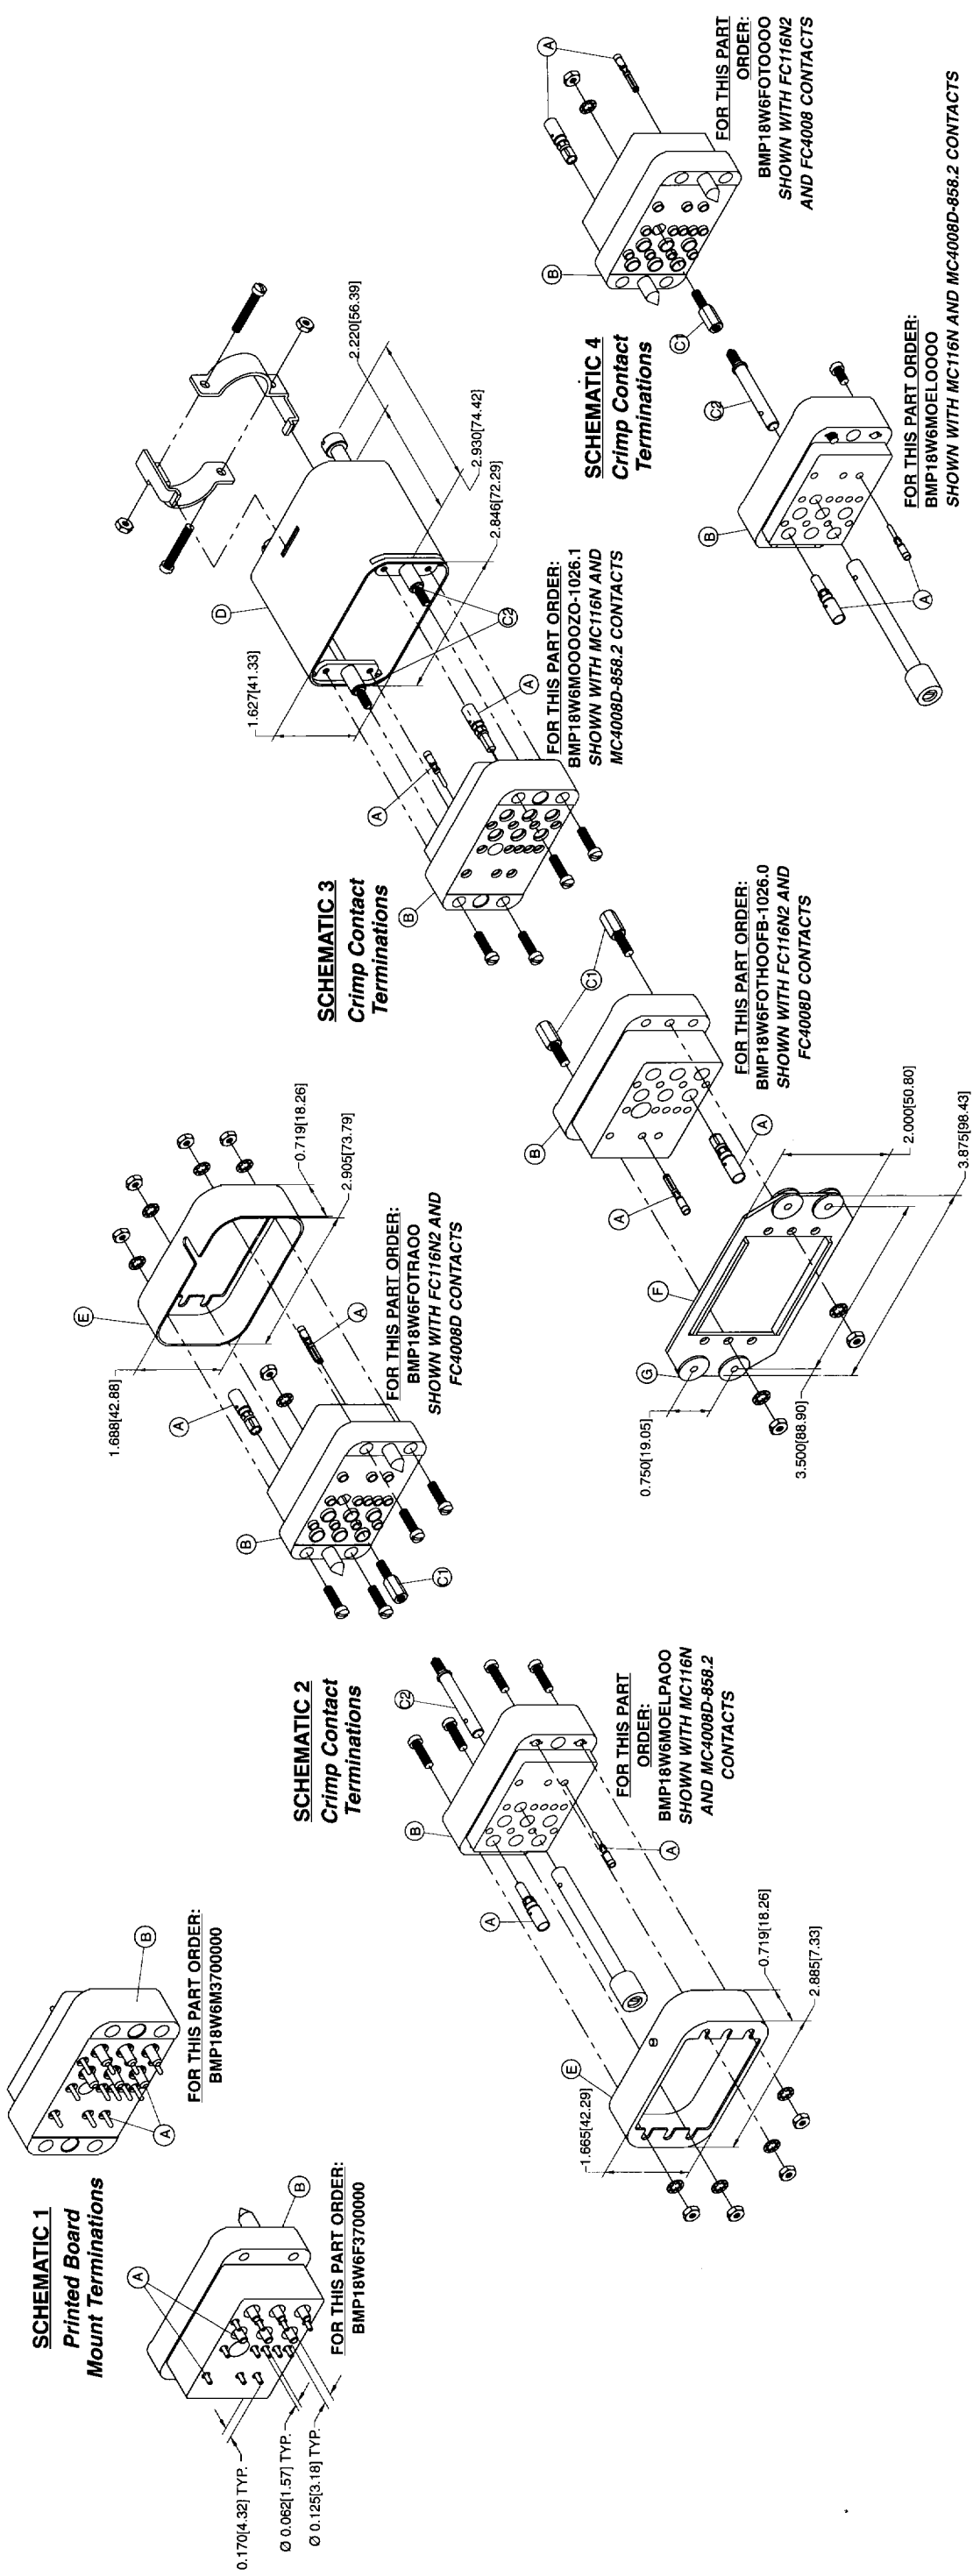 SCHEMATIC 1
Printed Board
Mount Terminations
A
B
0.170[4.32] TYP.
Ø 0.062[1.57] TYP.
Ø 0.125[3.18] TYP.
FOR THIS PART ORDER:
BMP18W6F3700000
B
A
FOR THIS PART ORDER:
BMP18W6M3700000
SCHEMATIC 2
Crimp Contact
Terminations
E
1.665[42.29]
0.719[18.26]
2.885[7.33]
A
B
C2
A
FOR THIS PART
ORDER:
BMP18W6MOELPAOO
SHOWN WITH MC116N
AND MC4008D-858.2
CONTACTS
E
1.688[42.88]
0.719[18.26]
2.905[73.79]
A
B
C1
A
FOR THIS PART ORDER:
BMP18W6FOTRAOO
SHOWN WITH FC116N2 AND
FC4008D CONTACTS
SCHEMATIC 3
Crimp Contact
Terminations
G
F
0.750[19.05]
3.500[88.90]
2.000[50.80]
3.875[98.43]
A
A
B
C1
FOR THIS PART ORDER:
BMP18W6FOTHOOFB-1026.0
SHOWN WITH FC116N2 AND
FC4008D CONTACTS
B
A
A
D
C2
1.627[41.33]
2.220[56.39]
2.930[74.42]
2.846[72.29]
FOR THIS PART ORDER:
BMP18W6MOOOOZO-1026.1
SHOWN WITH MC116N AND
MC4008D-858.2 CONTACTS
SCHEMATIC 4
Crimp Contact
Terminations
A
A
B
C2
FOR THIS PART ORDER:
BMP18W6MOELOOOO
SHOWN WITH MC116N AND MC4008D-858.2 CONTACTS
C1
B
A
FOR THIS PART
ORDER:
BMP18W6FOTOOOO
SHOWN WITH FC116N2
AND FC4008 CONTACTS